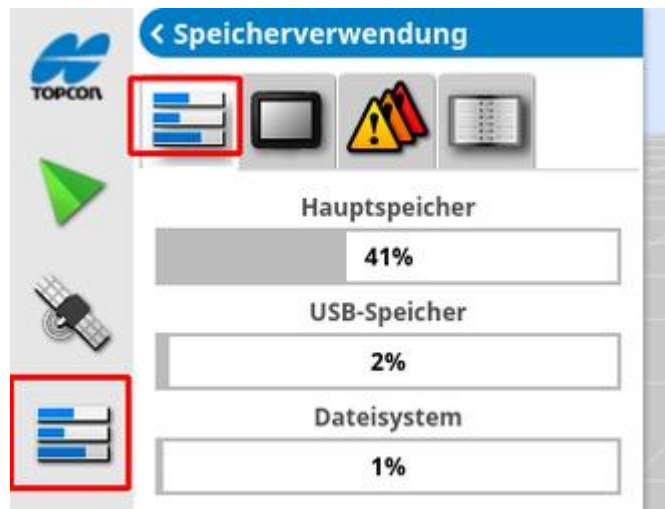 TOPCON
< Speicherverwendung
Hauptspeicher
41%
USB-Speicher
2%
Dateisystem
1%